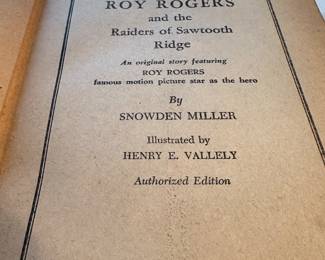 ROY ROGERS
and the
Raiders of Sawtooth
Ridge
An original story featuring
ROY ROGERS
famous motion picture star as the hero
By
SNOWDEN MILLER
Illustrated by
HENRY E. VALLELY
Authorized Edition